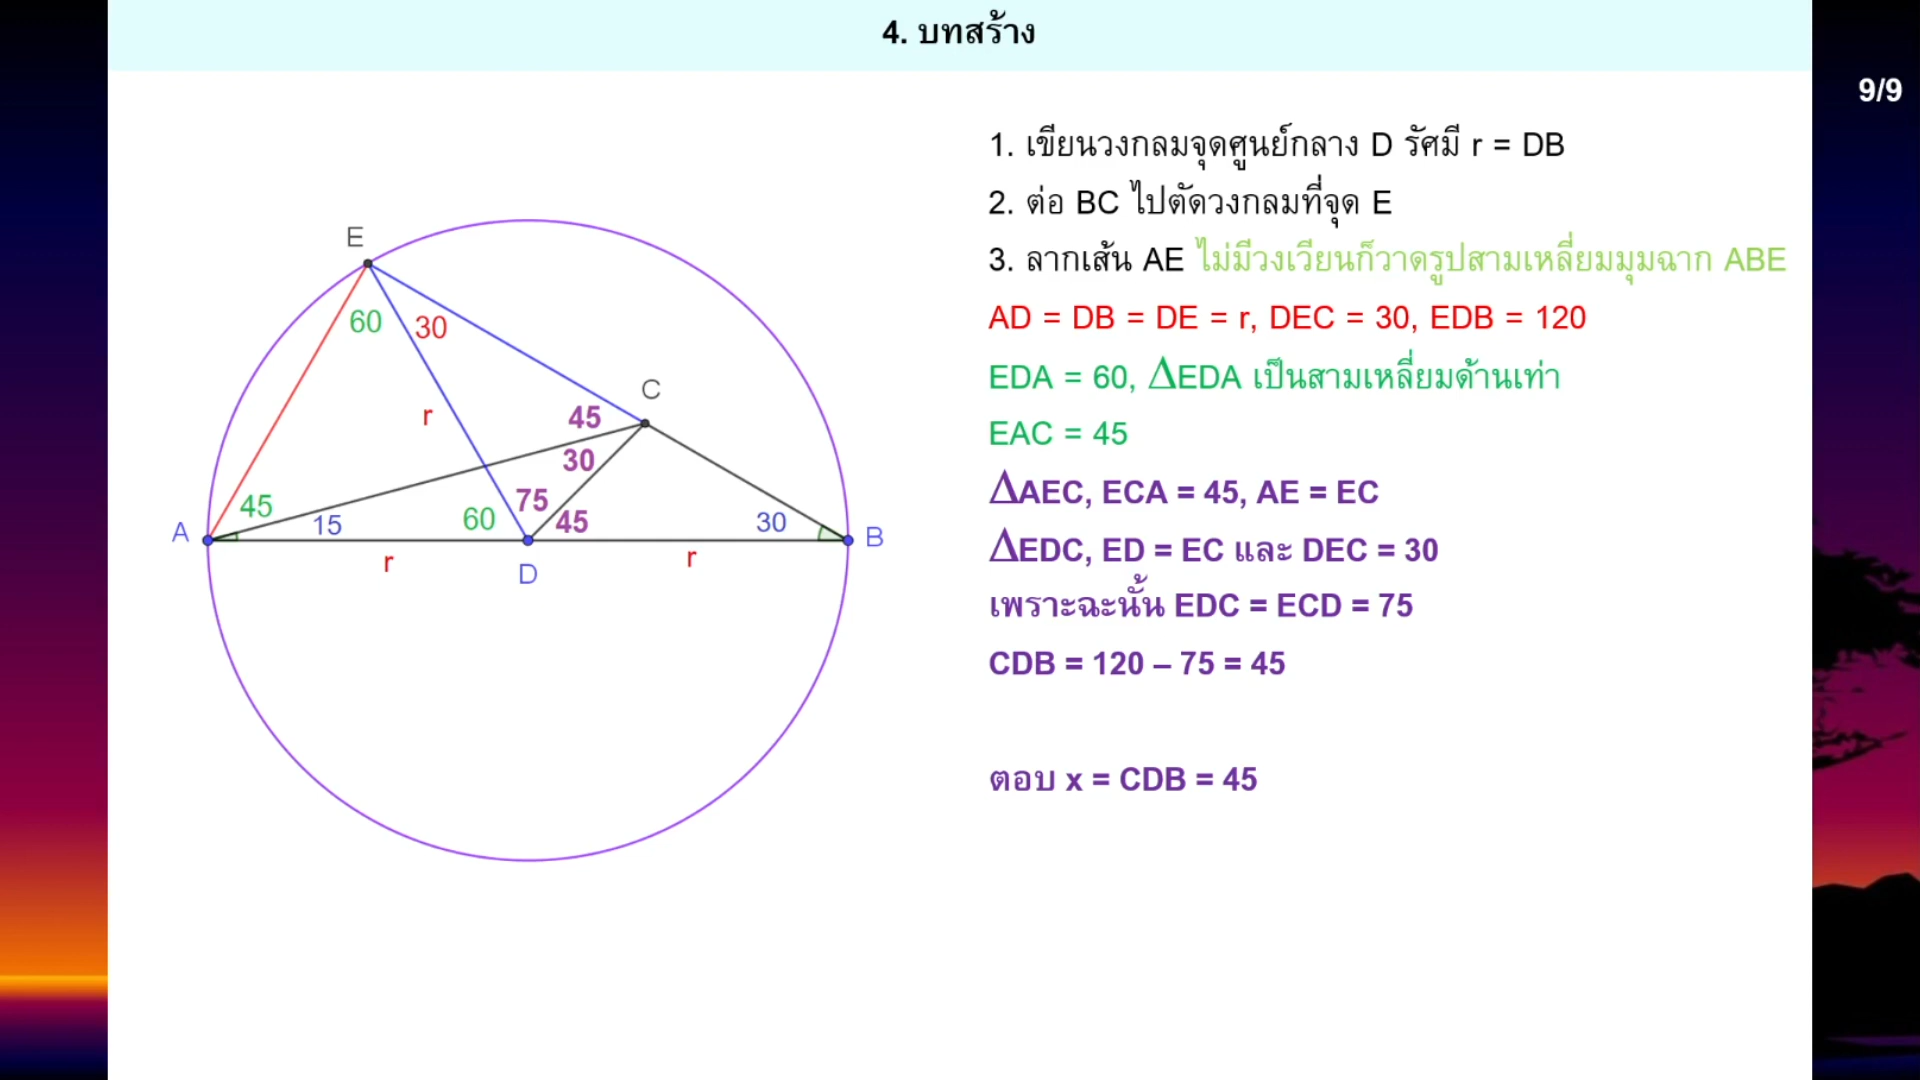 4. บทสร้าง
9/9
1. เขียนวงกลมจุดศูนย์กลาง D รัศมี r = DB
2. ต่อ BC ไปตัดวงกลมที่จุด E
3. ลากเส้น AE ไม่มีวงเวียนก็วาดรูปสามเหลี่ยมมุมฉาก ABE
AD = DB = DE = r, DEC = 30, EDB = 120
EDA = 60, ΔEDA เป็นสามเหลี่ยมด้านเท่า
EAC = 45
ΔAEC, ECA = 45, AE = EC
ΔEDC, ED = EC และ DEC = 30
เพราะฉะนั้น EDC = ECD = 75
CDB = 120 – 75 = 45
ตอบ x = CDB = 45
E
60
30
C
r
45
30
45
15
60
75
45
30
A
B
r
D
r